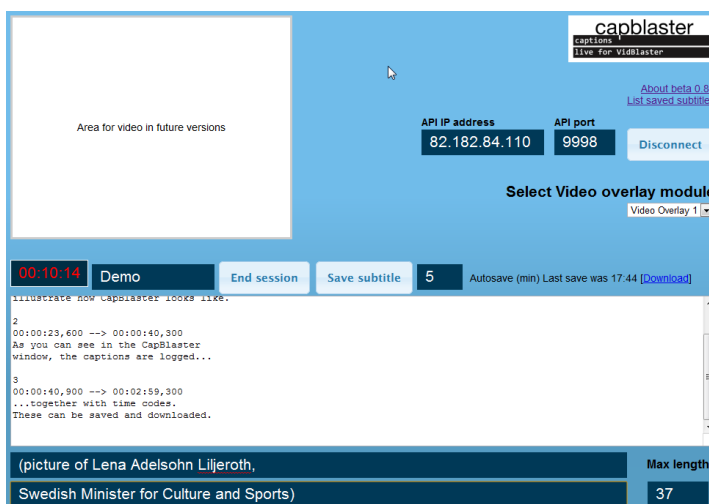 capblaster
captions
live for VidBlaster
About beta 0.8
List saved subtitle
Area for video in future versions
API IP address
API port
82.182.84.110
9998
Disconnect
Select Video overlay module
Video Overlay 1
00:10:14
Demo
End session
Save subtitle
5
Autosave (min) Last save was 17:44 [Download]
illustrate how CapBlaster looks like.
2
00:00:23,600 --> 00:00:40,300
As you can see in the CapBlaster
window, the captions are logged...
3
00:00:40,900 --> 00:02:59,300
...together with time codes.
These can be saved and downloaded.
(picture of Lena Adelsohn Liljeroth,
Max length
Swedish Minister for Culture and Sports)
37